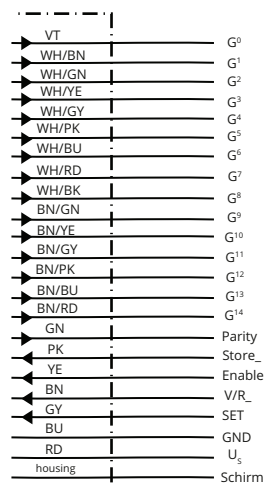 VT G⁰
WH/BN G¹
WH/GN G²
WH/YE G³
WH/GY G⁴
WH/PK G⁵
WH/BU G⁶
WH/RD G⁷
WH/BK G⁸
BN/GN G⁹
BN/YE G¹⁰
BN/GY G¹¹
BN/PK G¹²
BN/BU G¹³
BN/RD G¹⁴
GN Parity
PK Store_
YE Enable
BN V/R_
GY SET
BU GND
RD Uₛ
housing Schirm